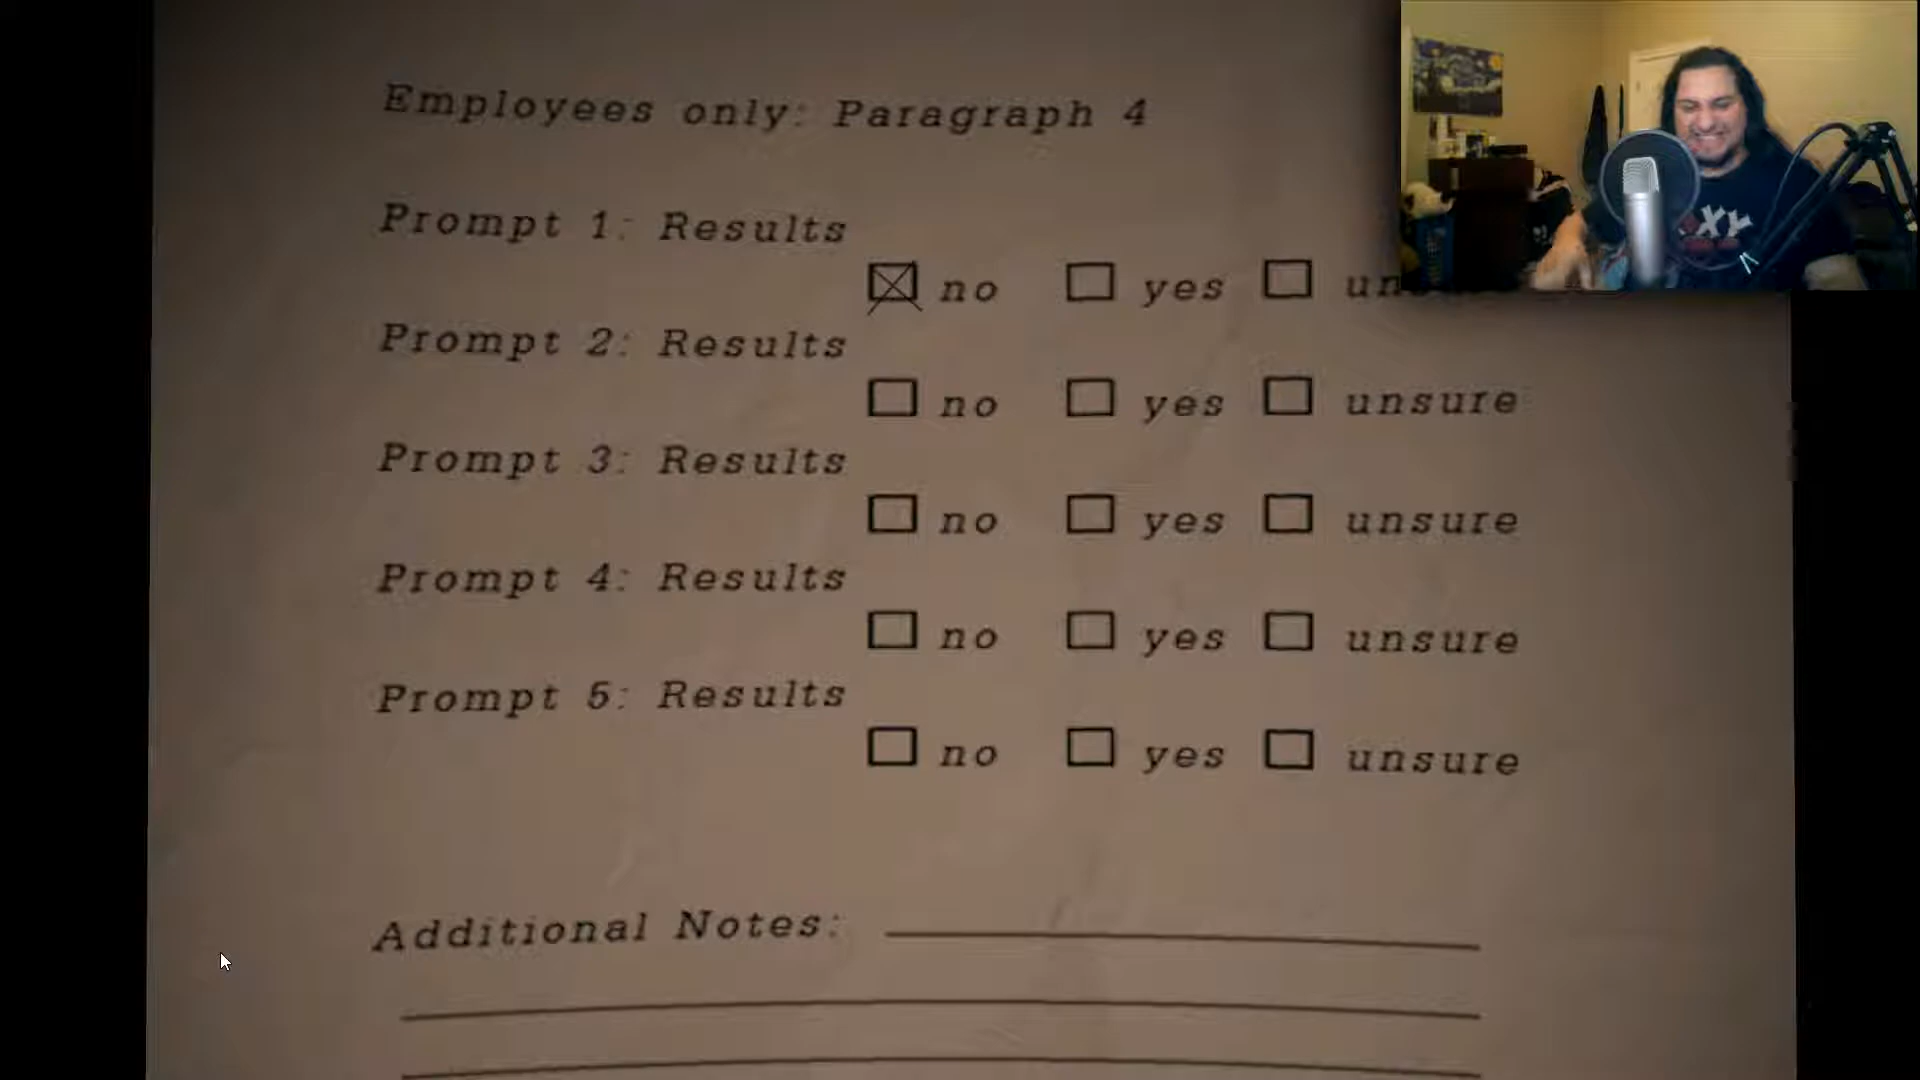 Employees only: Paragraph 4
Prompt 1: Results
no yes
Prompt 2: Results
no yes unsure
Prompt 3: Results
no yes unsure
Prompt 4: Results
no yes unsure
Prompt 5: Results
no yes unsure
Additional Notes: